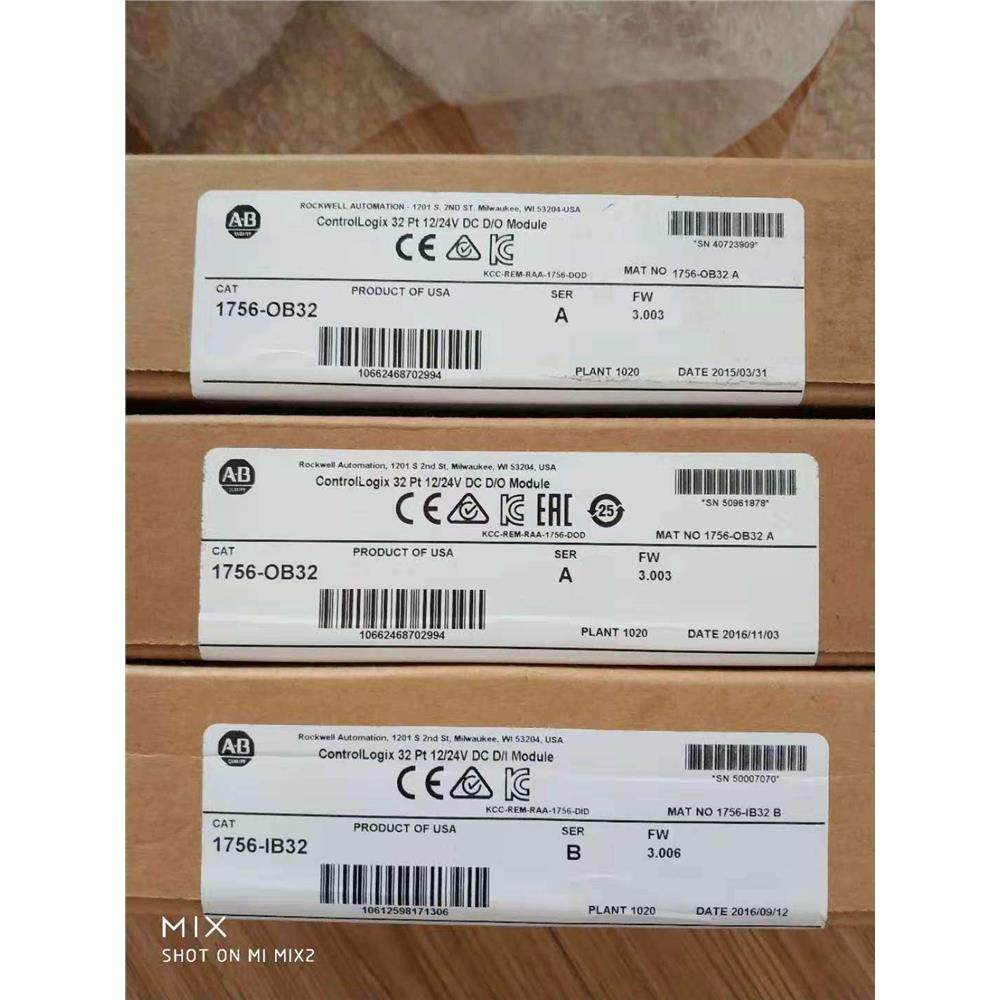 ROCKWELL AUTOMATION - 1201 S. 2ND ST. Milwaukee, WI 53204-USA
A-B
QUALITY
ControlLogix 32 Pt 12/24V DC D/O Module
*SN 40723909*
CE
KCC-REM-RAA-1756-DOD
MAT NO 1756-OB32 A
CAT
PRODUCT OF USA
SER
FW
1756-OB32
A
3.003
10662468702994
PLANT 1020
DATE 2015/03/31
Rockwell Automation, 1201 S 2nd St, Milwaukee, WI 53204, USA
A-B
QUALITY
ControlLogix 32 Pt 12/24V DC D/O Module
*SN 50961878*
CE
EAC
25
KCC-REM-RAA-1756-DOD
MAT NO 1756-OB32 A
CAT
PRODUCT OF USA
SER
FW
1756-OB32
A
3.003
10662468702994
PLANT 1020
DATE 2016/11/03
Rockwell Automation, 1201 S 2nd St, Milwaukee, WI 53204, USA
A-B
QUALITY
ControlLogix 32 Pt 12/24V DC D/I Module
*SN 50007070*
CE
KCC-REM-RAA-1756-DID
MAT NO 1756-IB32 B
CAT
PRODUCT OF USA
SER
FW
1756-IB32
B
3.006
10612598171306
PLANT 1020
DATE 2016/09/12
MIX
SHOT ON MI MIX2